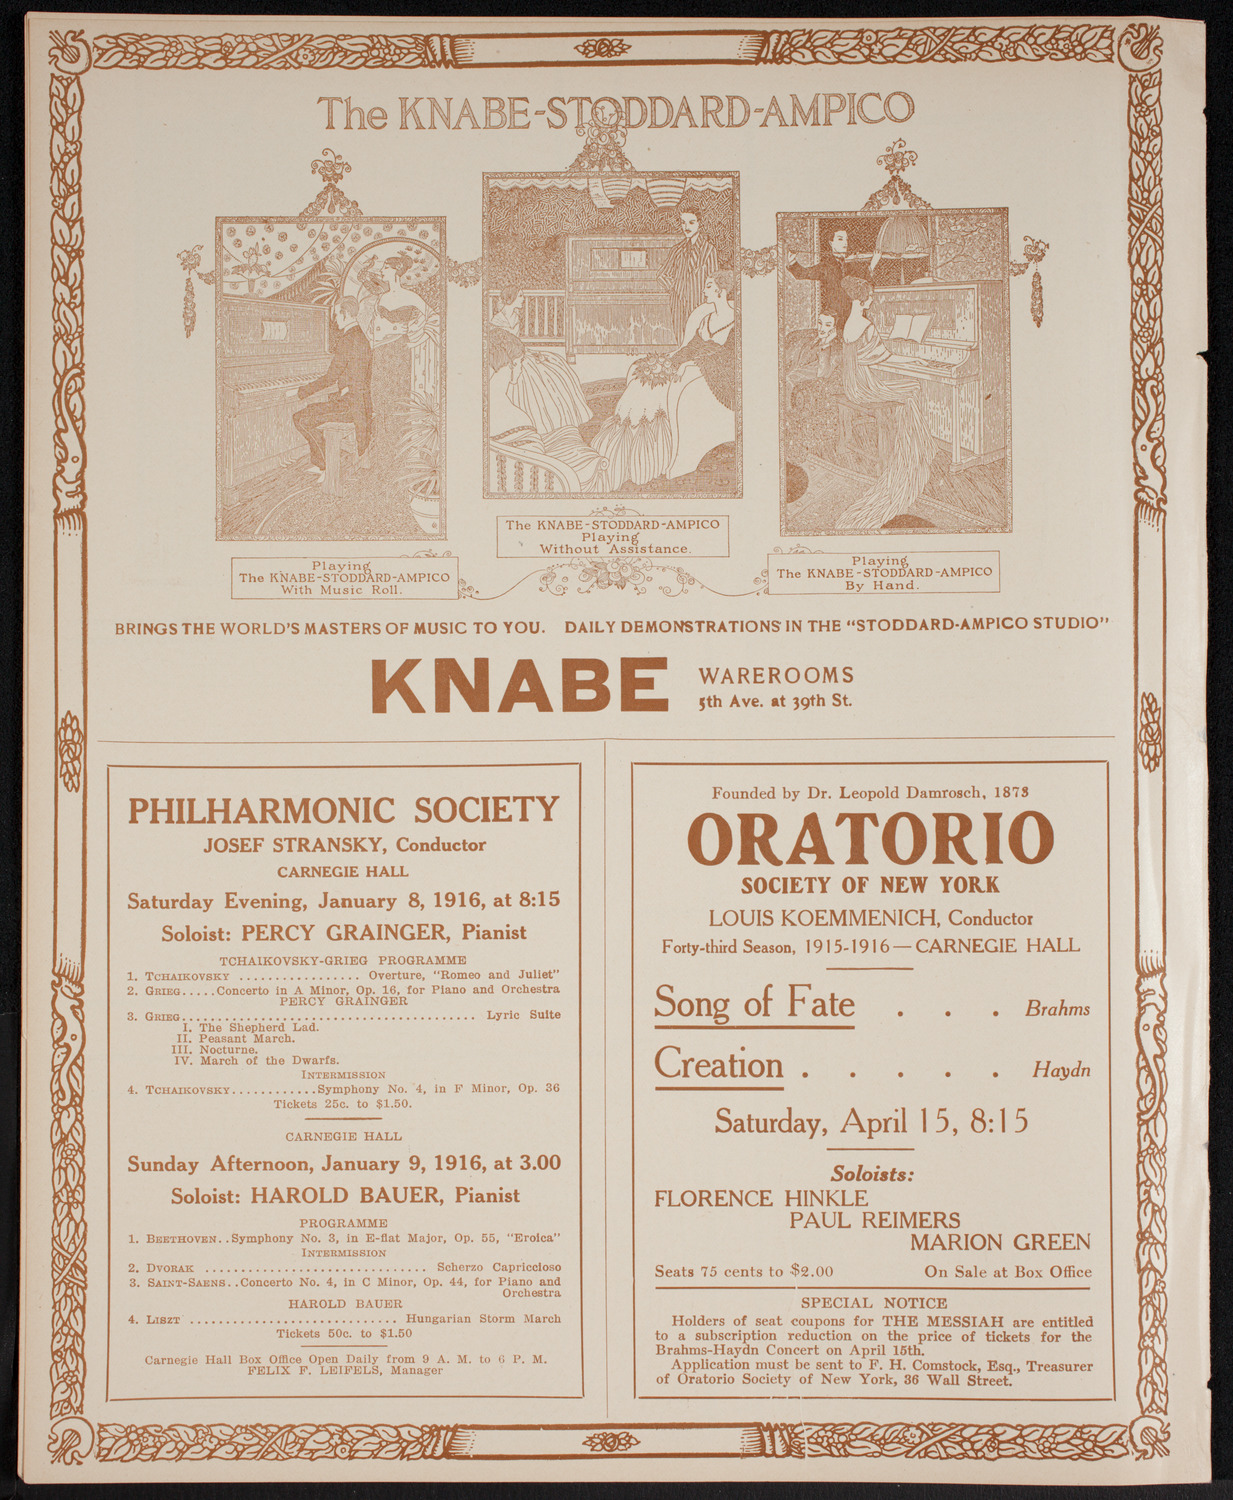 The KNABE-STODDARD-AMPICO
Playing
The KNABE-STODDARD-AMPICO
With Music Roll.
The KNABE-STODDARD-AMPICO
Playing
Without Assistance.
Playing
The KNABE-STODDARD-AMPICO
By Hand.
BRINGS THE WORLD'S MASTERS OF MUSIC TO YOU. DAILY DEMONSTRATIONS IN THE "STODDARD-AMPICO STUDIO"
KNABE WAREROOMS
5th Ave. at 39th St.
PHILHARMONIC SOCIETY
JOSEF STRANSKY, Conductor
CARNEGIE HALL
Saturday Evening, January 8, 1916, at 8:15
Soloist: PERCY GRAINGER, Pianist
TCHAIKOVSKY-GRIEG PROGRAMME
1. TCHAIKOVSKY ................. Overture, "Romeo and Juliet"
2. GRIEG.....Concerto in A Minor, Op. 16, for Piano and Orchestra
PERCY GRAINGER
3. GRIEG.......................................... Lyric Suite
I. The Shepherd Lad.
II. Peasant March.
III. Nocturne.
IV. March of the Dwarfs.
INTERMISSION
4. TCHAIKOVSKY............Symphony No. 4, in F Minor, Op. 36
Tickets 25c. to $1.50.
CARNEGIE HALL
Sunday Afternoon, January 9, 1916, at 3.00
Soloist: HAROLD BAUER, Pianist
PROGRAMME
1. BEETHOVEN..Symphony No. 3, in E-flat Major, Op. 55, "Eroica"
INTERMISSION
2. DVORAK ................................ Scherzo Capriccioso
3. SAINT-SAENS..Concerto No. 4, in C Minor, Op. 44, for Piano and
Orchestra
HAROLD BAUER
4. LISZT .............................. Hungarian Storm March
Tickets 50c. to $1.50
Carnegie Hall Box Office Open Daily from 9 A. M. to 6 P. M.
FELIX F. LEIFELS, Manager
Founded by Dr. Leopold Damrosch, 1873
ORATORIO
SOCIETY OF NEW YORK
LOUIS KOEMMENICH, Conductor
Forty-third Season, 1915-1916—CARNEGIE HALL
Song of Fate . . . Brahms
Creation . . . . . Haydn
Saturday, April 15, 8:15
Soloists:
FLORENCE HINKLE
PAUL REIMERS
MARION GREEN
Seats 75 cents to $2.00 On Sale at Box Office
SPECIAL NOTICE
Holders of seat coupons for THE MESSIAH are entitled
to a subscription reduction on the price of tickets for the
Brahms-Haydn Concert on April 15th.
Application must be sent to F. H. Comstock, Esq., Treasurer
of Oratorio Society of New York, 36 Wall Street.